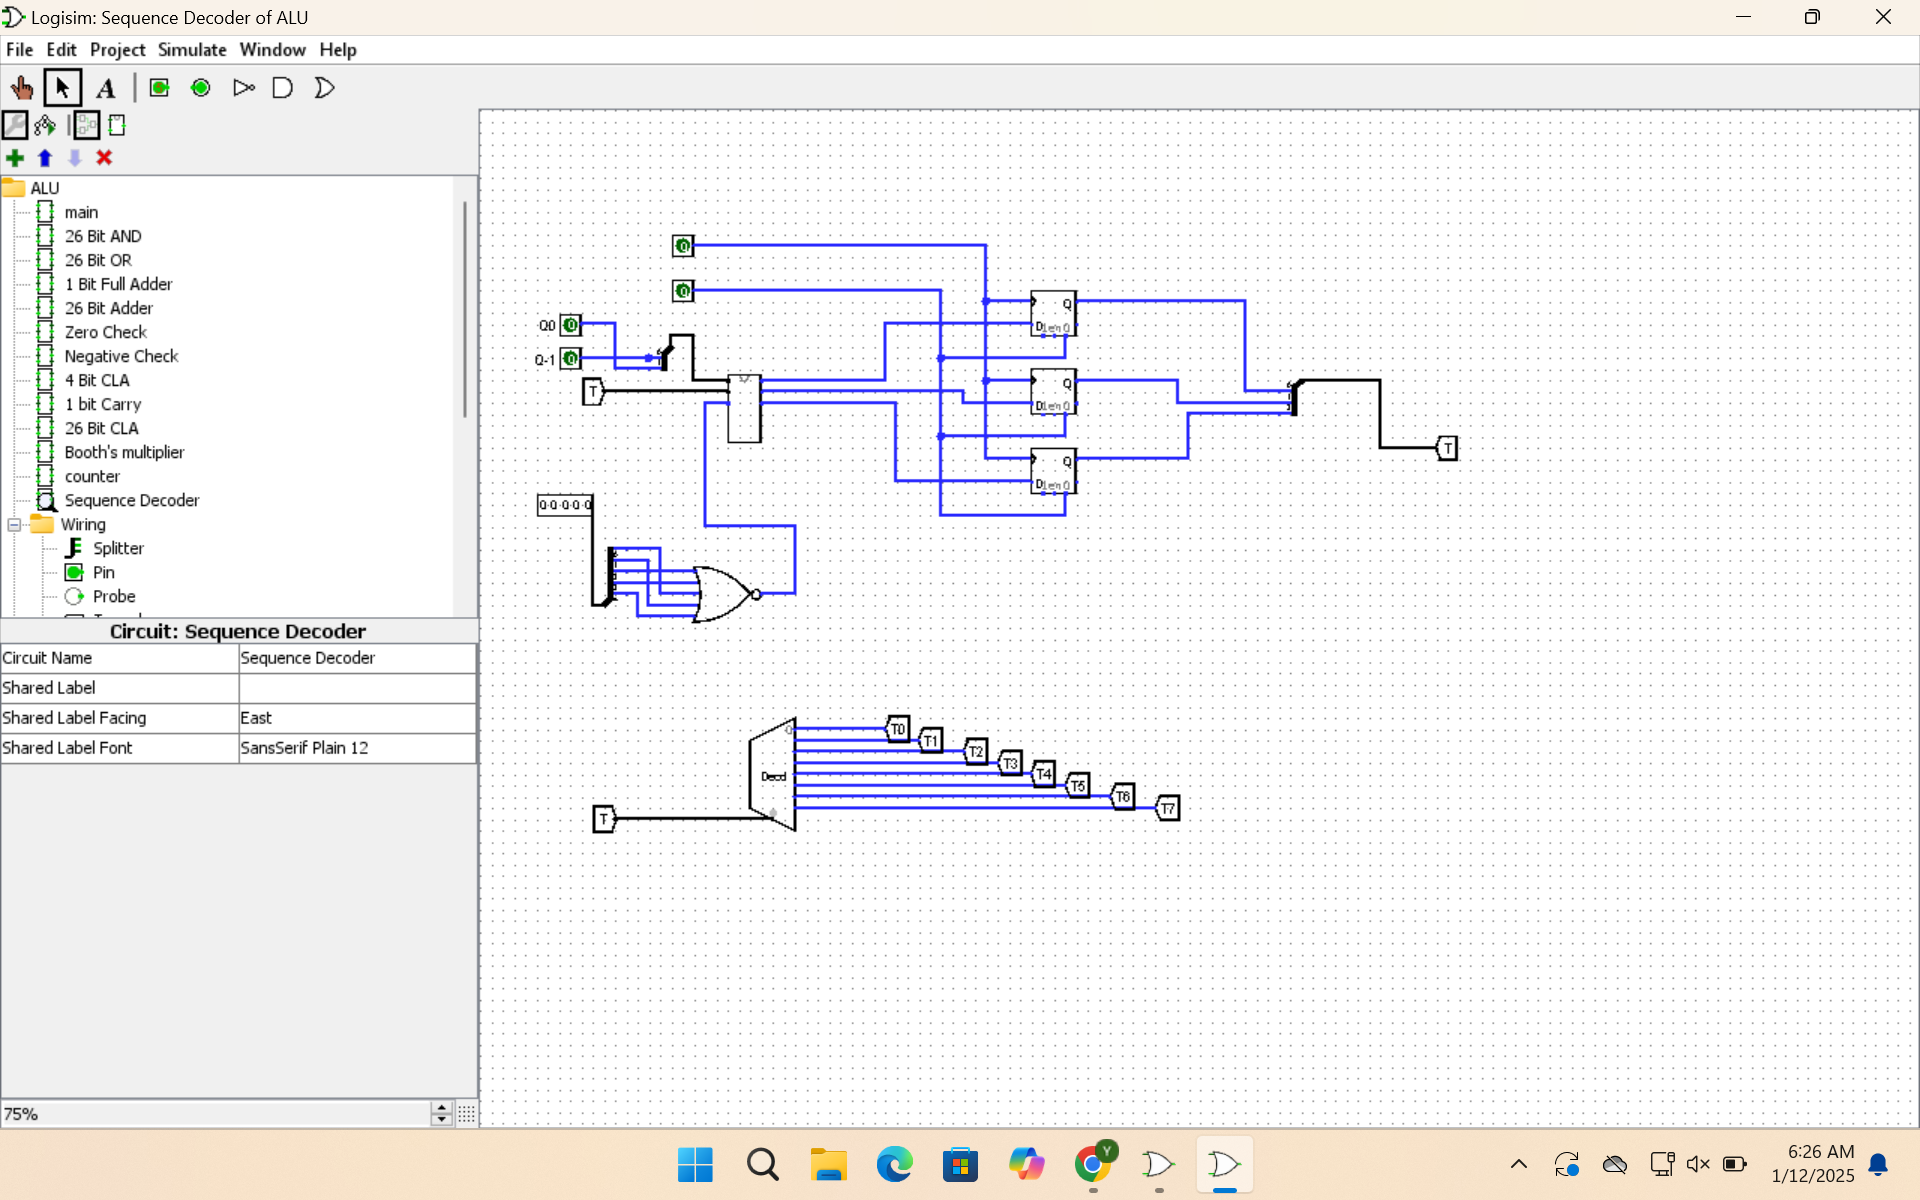 Logisim: Sequence Decoder of ALU
File Edit Project Simulate Window Help
A
ALU
main
26 Bit AND
26 Bit OR
1 Bit Full Adder
26 Bit Adder
Zero Check
Negative Check
4 Bit CLA
1 bit Carry
26 Bit CLA
Booth's multiplier
counter
Sequence Decoder
Wiring
Splitter
Pin
Probe
Circuit: Sequence Decoder
Circuit Name Sequence Decoder
Shared Label
Shared Label Facing East
Shared Label Font SansSerif Plain 12
75%
Q0
Q-1
T
Q
D en 0
Q
D en 0
Q
D en 0
T
0 0 0 0 0
0
Decd
T
T0
T1
T2
T3
T4
T5
T6
T7
Y
6:26 AM
1/12/2025